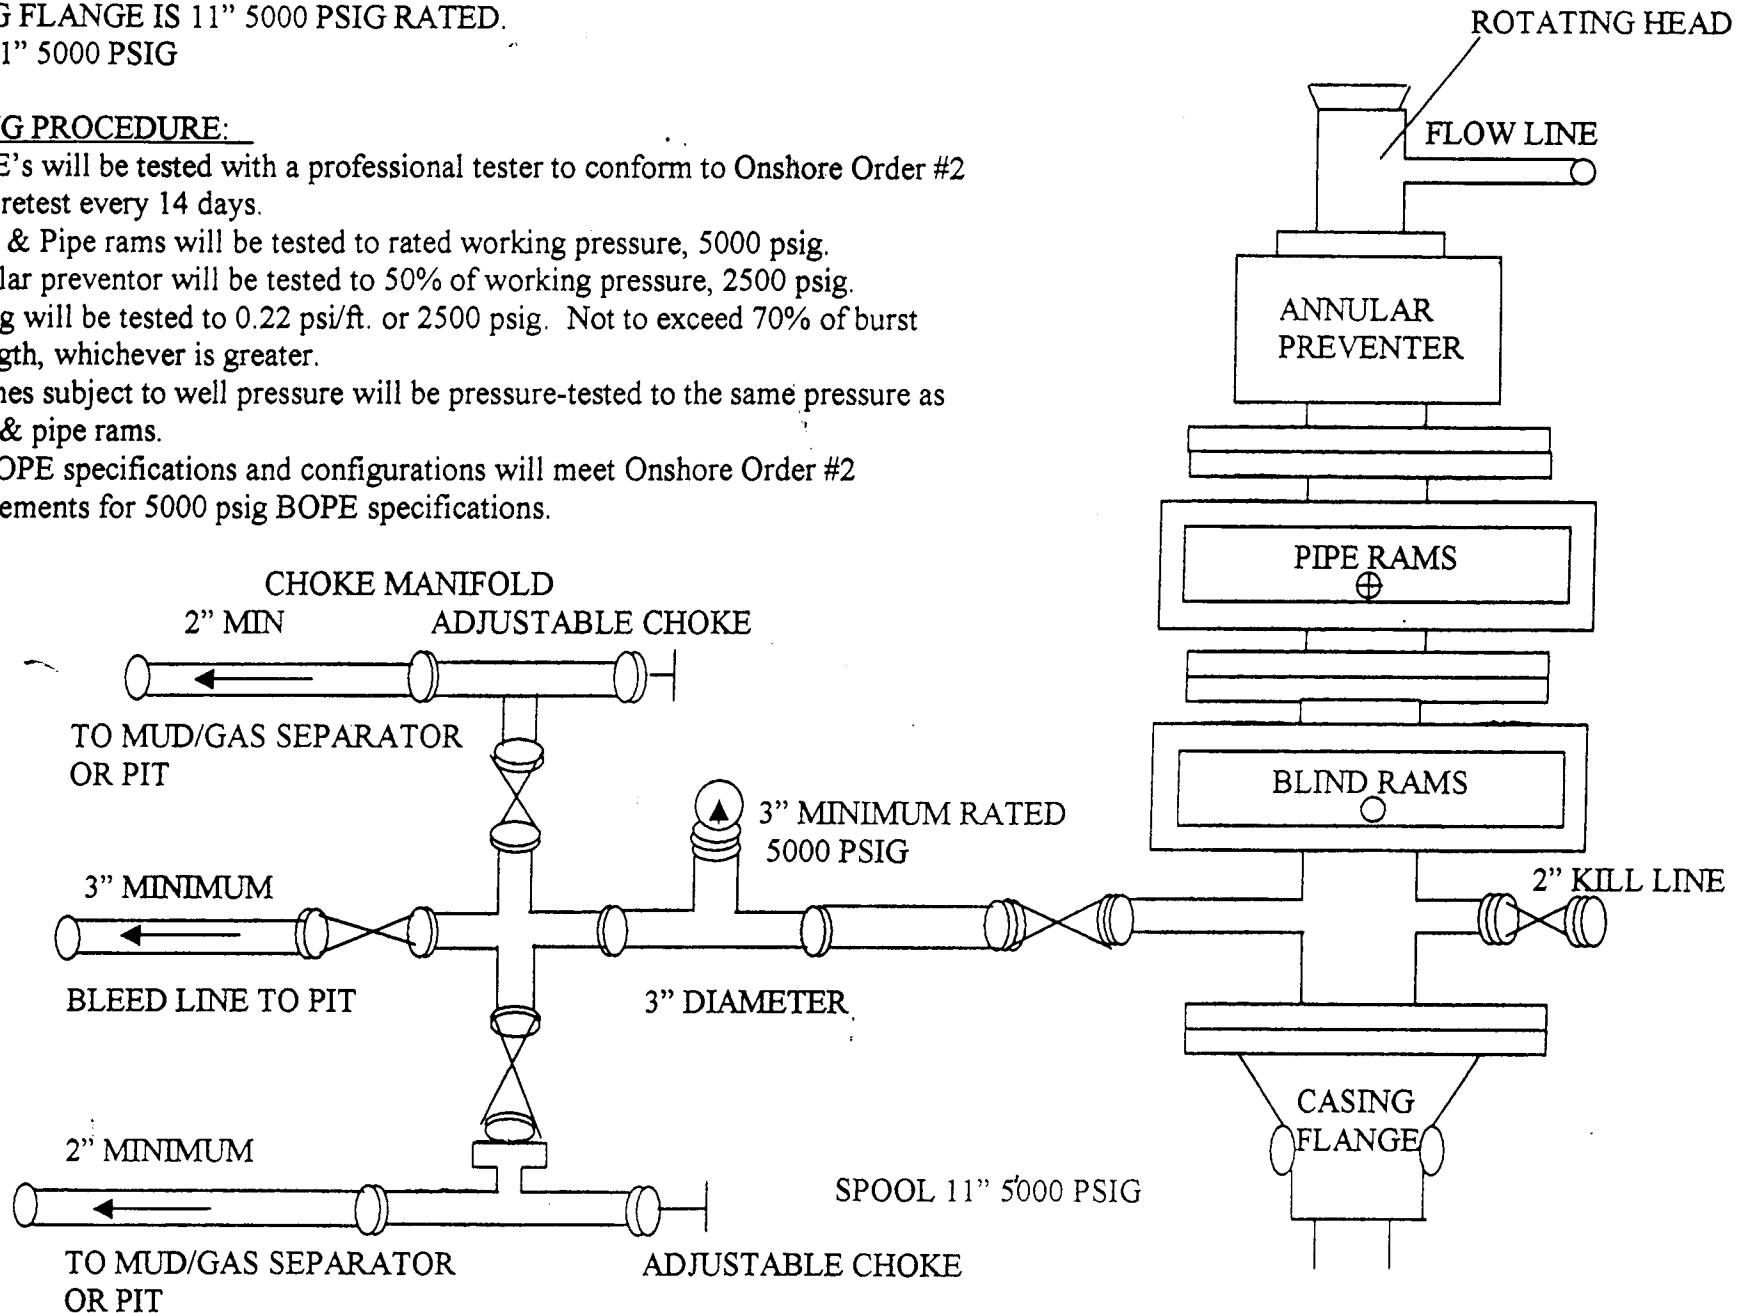 FLANGE IS 11” 5000 PSIG RATED.
1” 5000 PSIG
PROCEDURE:
will be tested with a professional tester to conform to Onshore Order #2
retest every 14 days.
& Pipe rams will be tested to rated working pressure, 5000 psig.
preventor will be tested to 50% of working pressure, 2500 psig.
will be tested to 0.22 psi/ft. or 2500 psig. Not to exceed 70% of burst
whichever is greater.
subject to well pressure will be pressure-tested to the same pressure as
& pipe rams.
specifications and configurations will meet Onshore Order #2
for 5000 psig BOPE specifications.
ROTATING HEAD
FLOW LINE
ANNULAR
PREVENTER
PIPE RAMS
BLIND RAMS
2” KILL LINE
CASING
FLANGE
CHOKE MANIFOLD
2” MIN
ADJUSTABLE CHOKE
TO MUD/GAS SEPARATOR
OR PIT
3” MINIMUM RATED
5000 PSIG
3” MINIMUM
BLEED LINE TO PIT
3” DIAMETER
2” MINIMUM
SPOOL 11” 5000 PSIG
TO MUD/GAS SEPARATOR
OR PIT
ADJUSTABLE CHOKE